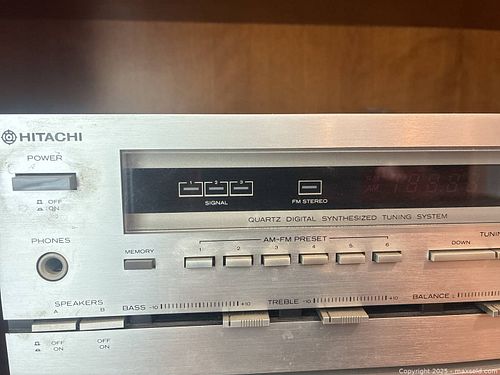 HITACHI
POWER
OFF
ON
1 2 3
SIGNAL
FM STEREO
AM
QUARTZ DIGITAL SYNTHESIZED TUNING SYSTEM
PHONES
MEMORY
AM-FM PRESET
2 3 4 5 6
DOWN
TUNIN
SPEAKERS
A B
BASS -10 +10
TREBLE -10 +10
BALANCE L
OFF OFF
ON ON
Copyright 2025 - maxsold.com